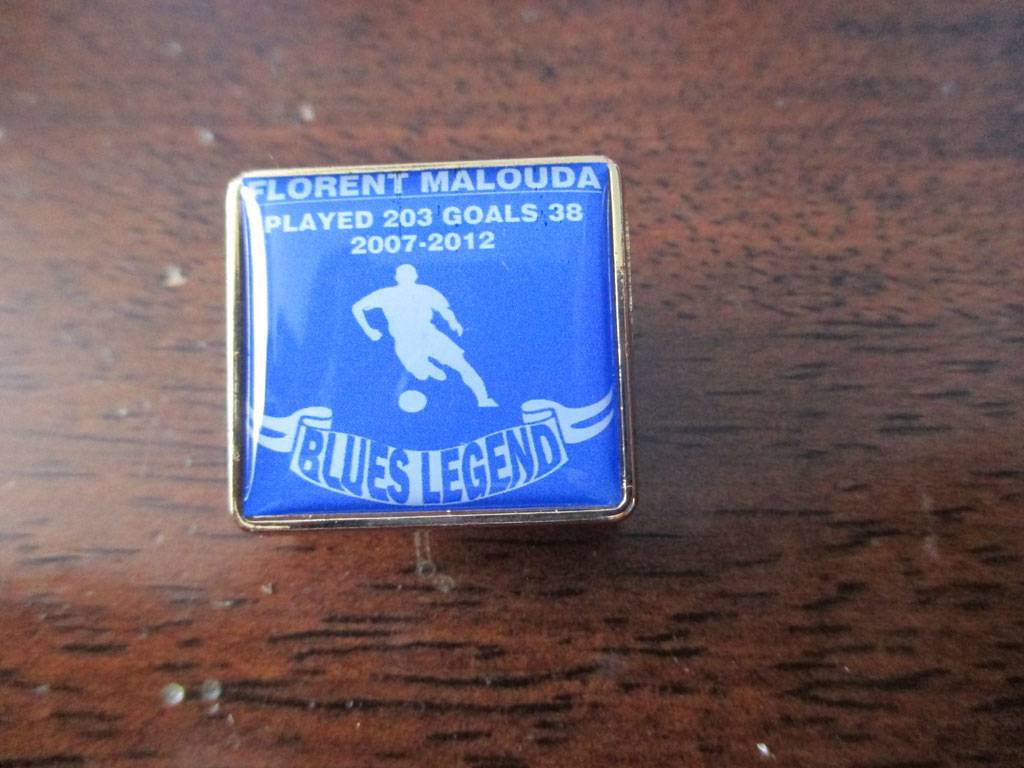 FLORENT MALOUDA
PLAYED 203 GOALS 38
2007-2012
BLUES LEGEND